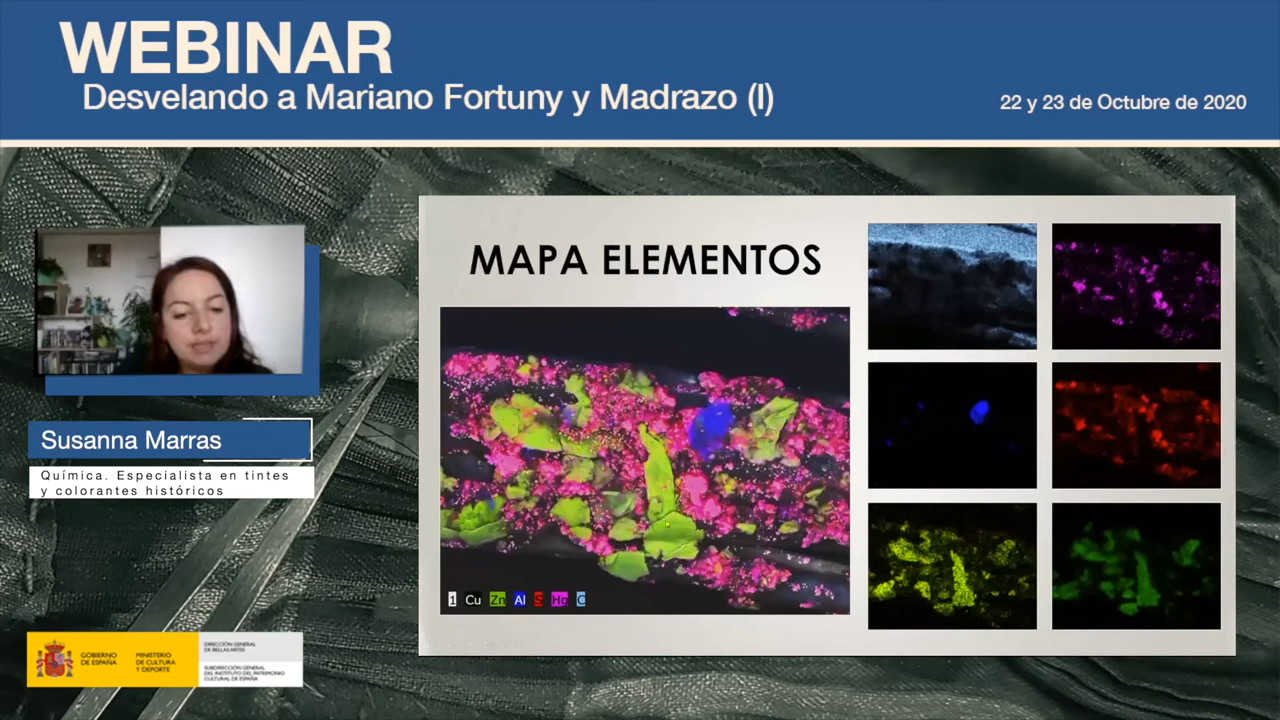 WEBINAR
Desvelando a Mariano Fortuny y Madrazo (I)
22 y 23 de Octubre de 2020
MAPA ELEMENTOS
1 Cu Zn Al S Hg C
Susanna Marras
Química. Especialista en tintes
y colorantes históricos
GOBIERNO
DE ESPAÑA
MINISTERIO
DE CULTURA
Y DEPORTE
DIRECCIÓN GENERAL
DE BELLAS ARTES
SUBDIRECCIÓN GENERAL
DEL INSTITUTO DEL PATRIMONIO
CULTURAL DE ESPAÑA